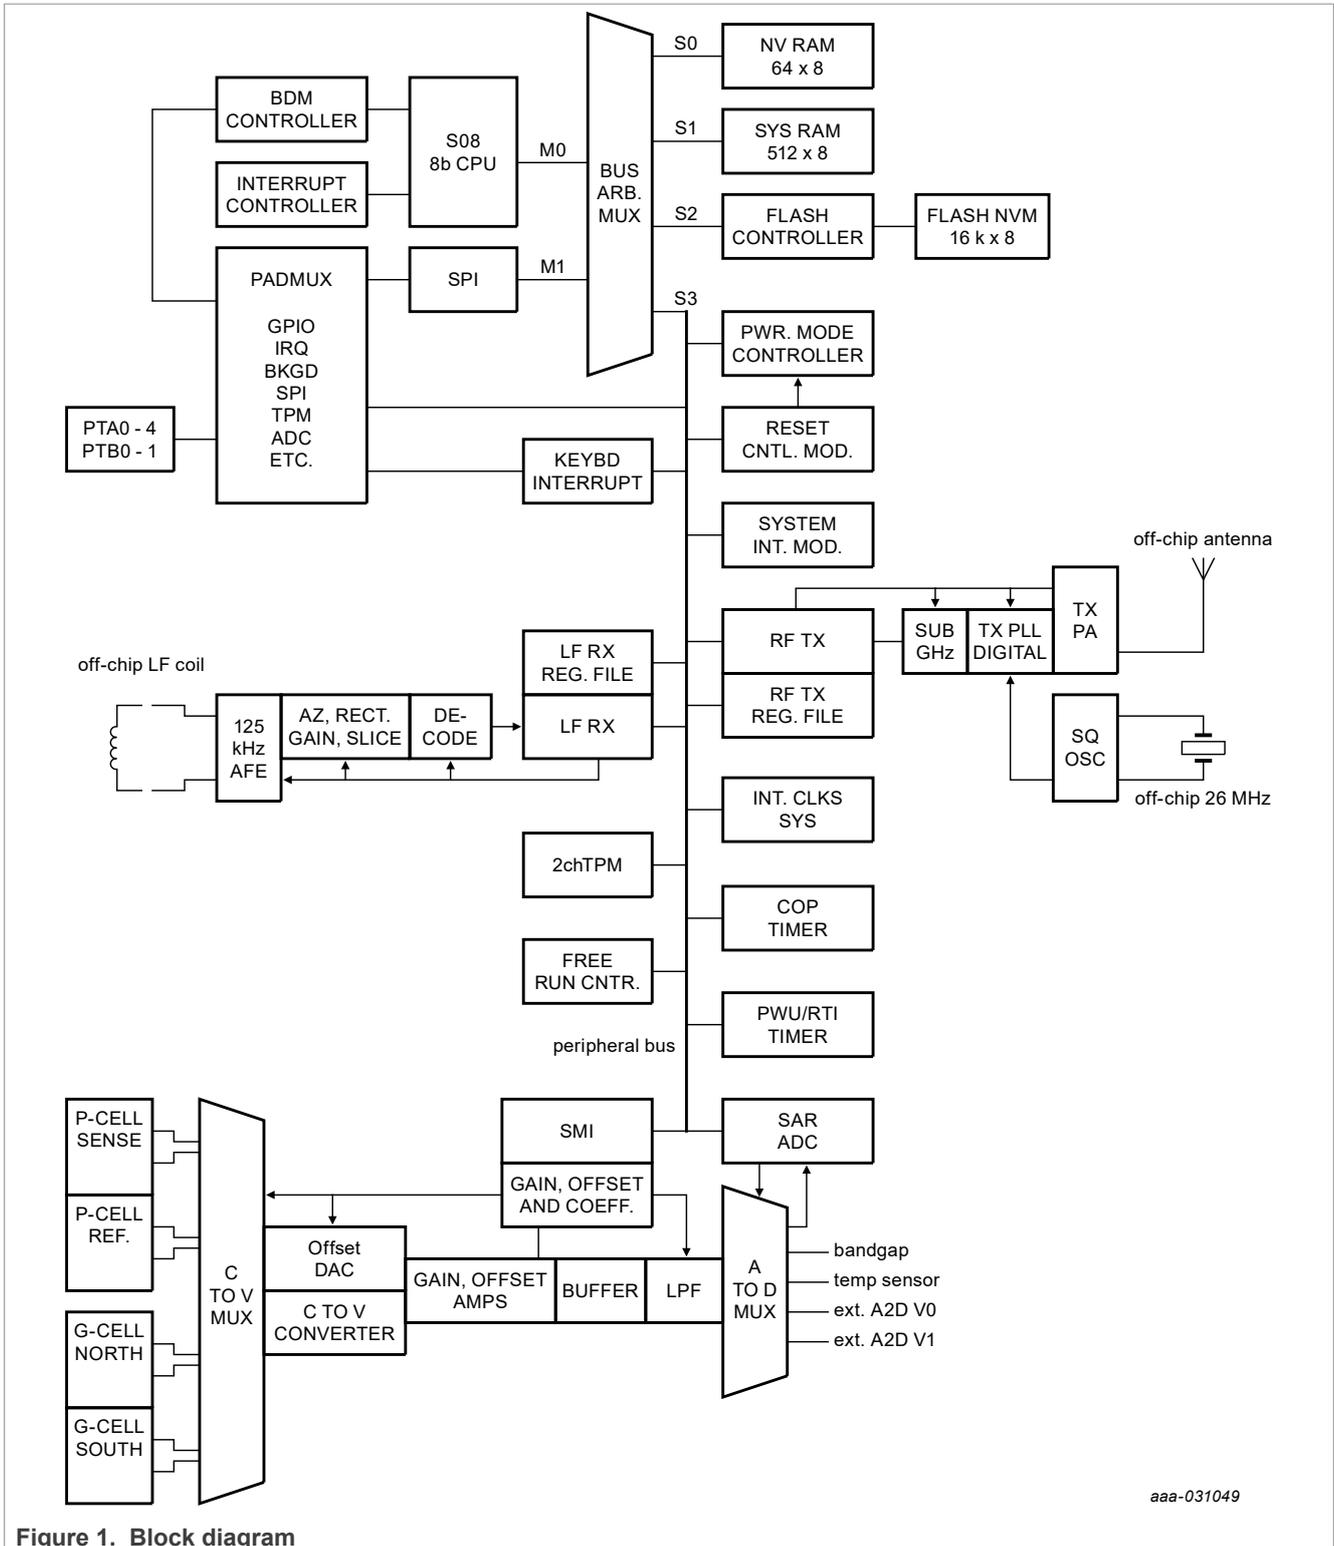 S0
NV RAM
64 x 8
BDM
CONTROLLER
S08
8b CPU
M0
INTERRUPT
CONTROLLER
BUS
ARB.
MUX
S1
SYS RAM
512 x 8
S2
FLASH
CONTROLLER
FLASH NVM
16 k x 8
PADMUX
GPIO
IRQ
BKGD
SPI
TPM
ADC
ETC.
SPI
M1
S3
PWR. MODE
CONTROLLER
PTA0 - 4
PTB0 - 1
RESET
CNTL. MOD.
KEYBD
INTERRUPT
SYSTEM
INT. MOD.
off-chip antenna
RF TX
SUB
GHz
TX PLL
DIGITAL
TX
PA
LF RX
REG. FILE
RF TX
REG. FILE
off-chip LF coil
125
kHz
AFE
AZ, RECT.
GAIN, SLICE
DE-
CODE
LF RX
SQ
OSC
off-chip 26 MHz
INT. CLKS
SYS
2chTPM
COP
TIMER
FREE
RUN CNTR.
PWU/RTI
TIMER
peripheral bus
P-CELL
SENSE
SMI
SAR
ADC
GAIN, OFFSET
AND COEFF.
P-CELL
REF.
C
TO V
MUX
Offset
DAC
C TO V
CONVERTER
GAIN, OFFSET
AMPS
BUFFER
LPF
A
TO D
MUX
bandgap
temp sensor
ext. A2D V0
ext. A2D V1
G-CELL
NORTH
G-CELL
SOUTH
aaa-031049
Figure 1. Block diagram